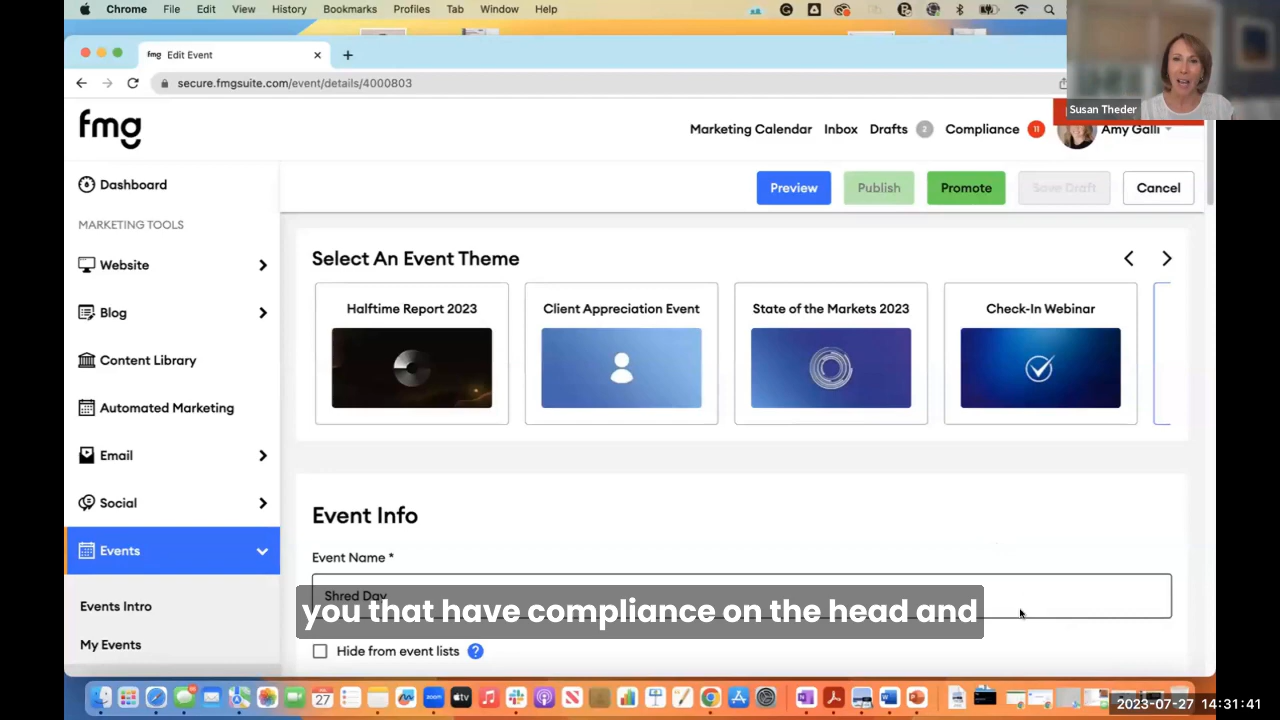 Chrome File Edit View History Bookmarks Profiles Tab Window Help
fmg Edit Event
secure.fmgsuite.com/event/details/4000803
Susan Theder
fmg
Marketing Calendar Inbox Drafts 2 Compliance 11 Amy Galli
Dashboard
Preview Publish Promote Save Draft Cancel
MARKETING TOOLS
Website
Blog
Content Library
Automated Marketing
Email
Social
Events
Events Intro
My Events
Select An Event Theme
Halftime Report 2023
Client Appreciation Event
State of the Markets 2023
Check-In Webinar
Event Info
Event Name *
Shred Day
you that have compliance on the head and
Hide from event lists ?
27
zoom
tv
2023-07-27 14:31:41